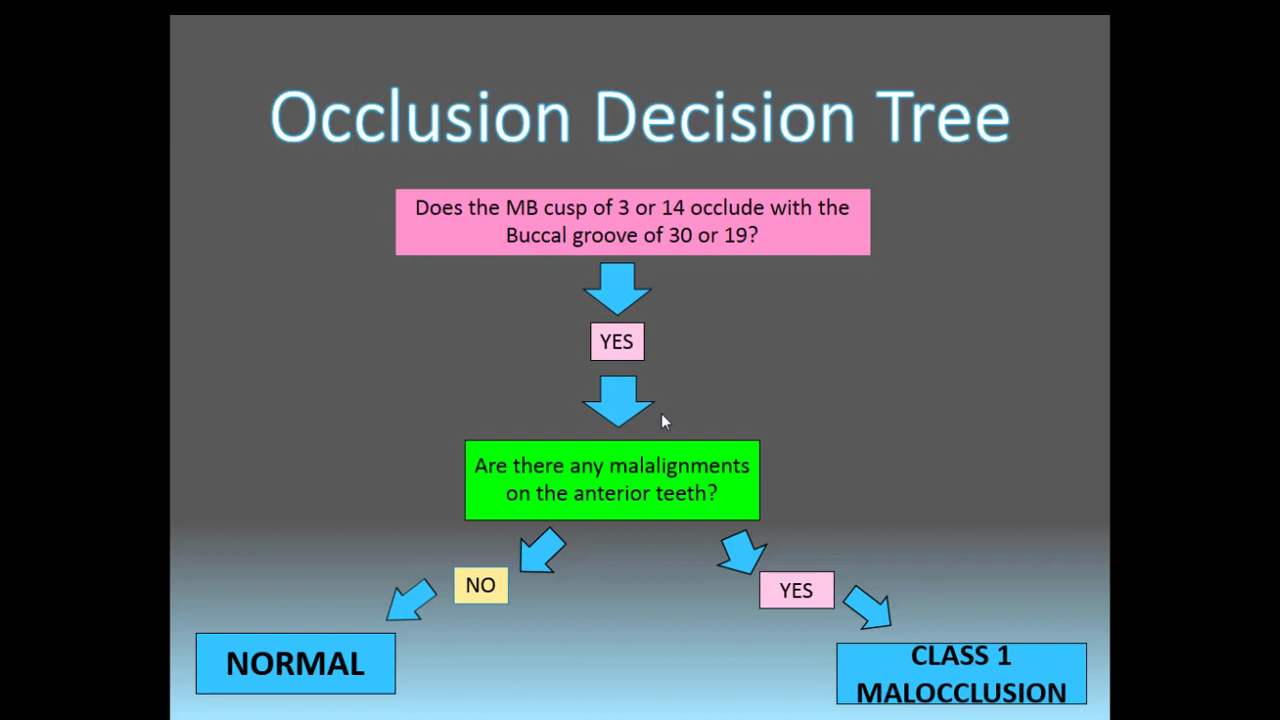 Occlusion Decision Tree
Does the MB cusp of 3 or 14 occlude with the
Buccal groove of 30 or 19?
YES
Are there any malalignments
on the anterior teeth?
NO
YES
NORMAL
CLASS 1
MALOCCLUSION